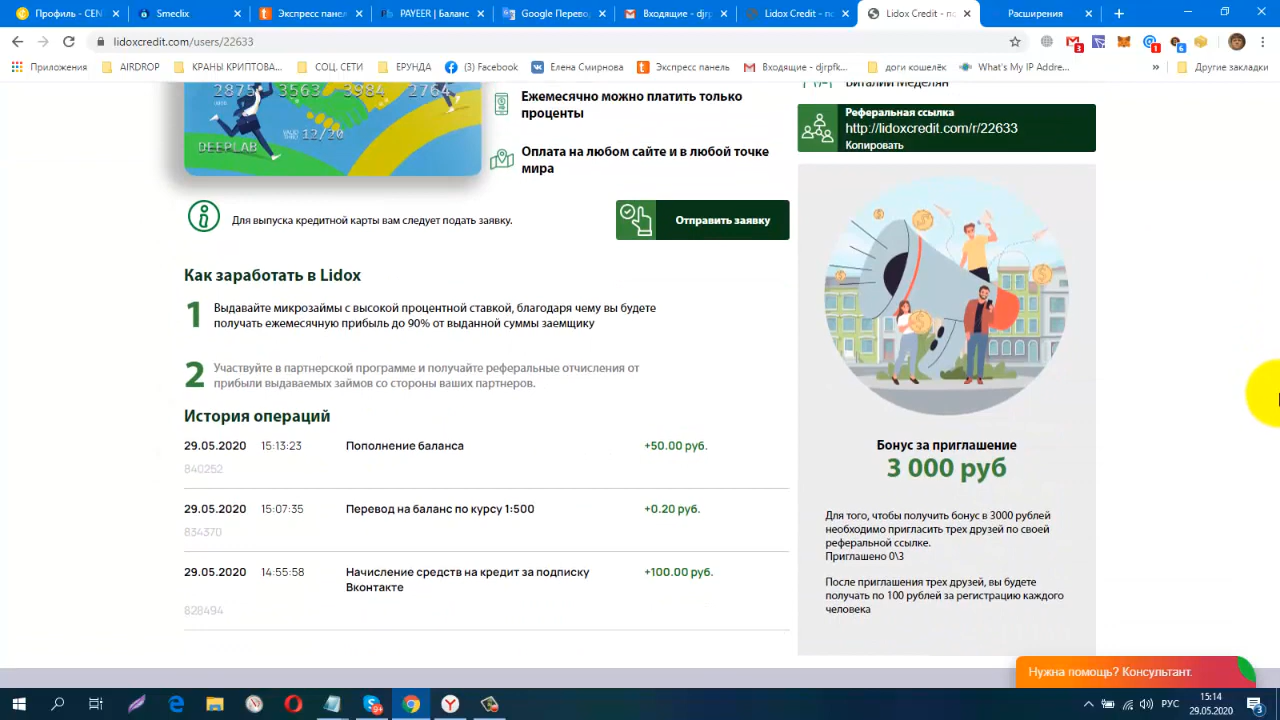 Профиль - CEN
Smeclix
Экспресс панель
PAYEER | Баланс
Google Перево
Входящие - djrp
Lidox Credit - по
Lidox Credit - по
Расширения
lidoxcredit.com/users/22633
Приложения
AIRDROP
КРАНЫ КРИПТОВА...
СОЦ. СЕТИ
ЕРУНДА
(3) Facebook
Елена Смирнова
Экспресс панель
Входящие - djrpfk...
доги кошелёк
What's My IP Addre...
Другие закладки
2875 3563 3984 2764
12/20
DEEPLAB
Ежемесячно можно платить только
проценты
Оплата на любом сайте и в любой точке
мира
Для выпуска кредитной карты вам следует подать заявку.
Отправить заявку
Как заработать в Lidox
1
Выдавайте микрозаймы с высокой процентной ставкой, благодаря чему вы будете
получать ежемесячную прибыль до 90% от выданной суммы заемщику
2
Участвуйте в партнерской программе и получайте реферальные отчисления от
прибыли выдаваемых займов со стороны ваших партнеров.
История операций
29.05.2020 15:13:23 Пополнение баланса +50.00 руб.
840252
29.05.2020 15:07:35 Перевод на баланс по курсу 1:500 +0.20 руб.
834370
29.05.2020 14:55:58 Начисление средств на кредит за подписку +100.00 руб.
Вконтакте
828494
Виталий Меделян
Реферальная ссылка
http://lidoxcredit.com/r/22633
Копировать
Бонус за приглашение
3 000 руб
Для того, чтобы получить бонус в 3000 рублей
необходимо пригласить трех друзей по своей
реферальной ссылке.
Приглашено 0\3
После приглашения трех друзей, вы будете
получать по 100 рублей за регистрацию каждого
человека
Нужна помощь? Консультант.
РУС
15:14
29.05.2020